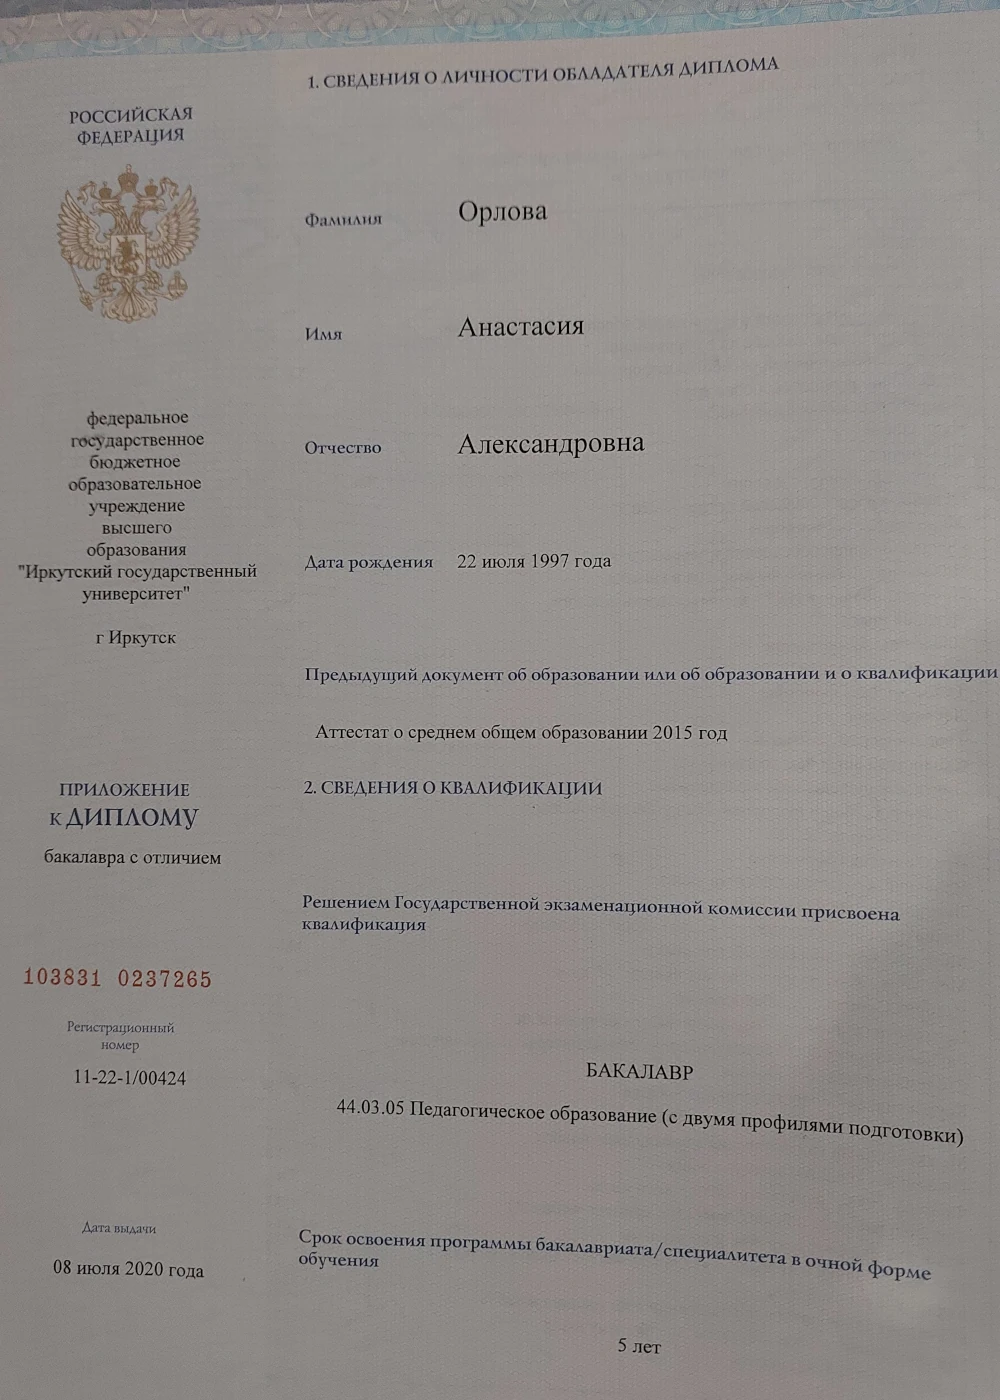 РОССИЙСКАЯ
ФЕДЕРАЦИЯ
федеральное
государственное
бюджетное
образовательное
учреждение
высшего
образования
"Иркутский государственный
университет"
г Иркутск
ПРИЛОЖЕНИЕ
к ДИПЛОМУ
бакалавра с отличием
103831 0237265
Регистрационный
номер
11-22-1/00424
Дата выдачи
08 июля 2020 года
1. СВЕДЕНИЯ О ЛИЧНОСТИ ОБЛАДАТЕЛЯ ДИПЛОМА
Фамилия Орлова
Имя Анастасия
Отчество Александровна
Дата рождения 22 июля 1997 года
Предыдущий документ об образовании или об образовании и о квалификации
Аттестат о среднем общем образовании 2015 год
2. СВЕДЕНИЯ О КВАЛИФИКАЦИИ
Решением Государственной экзаменационной комиссии присвоена
квалификация
БАКАЛАВР
44.03.05 Педагогическое образование (с двумя профилями подготовки)
Срок освоения программы бакалавриата/специалитета в очной форме
обучения
5 лет